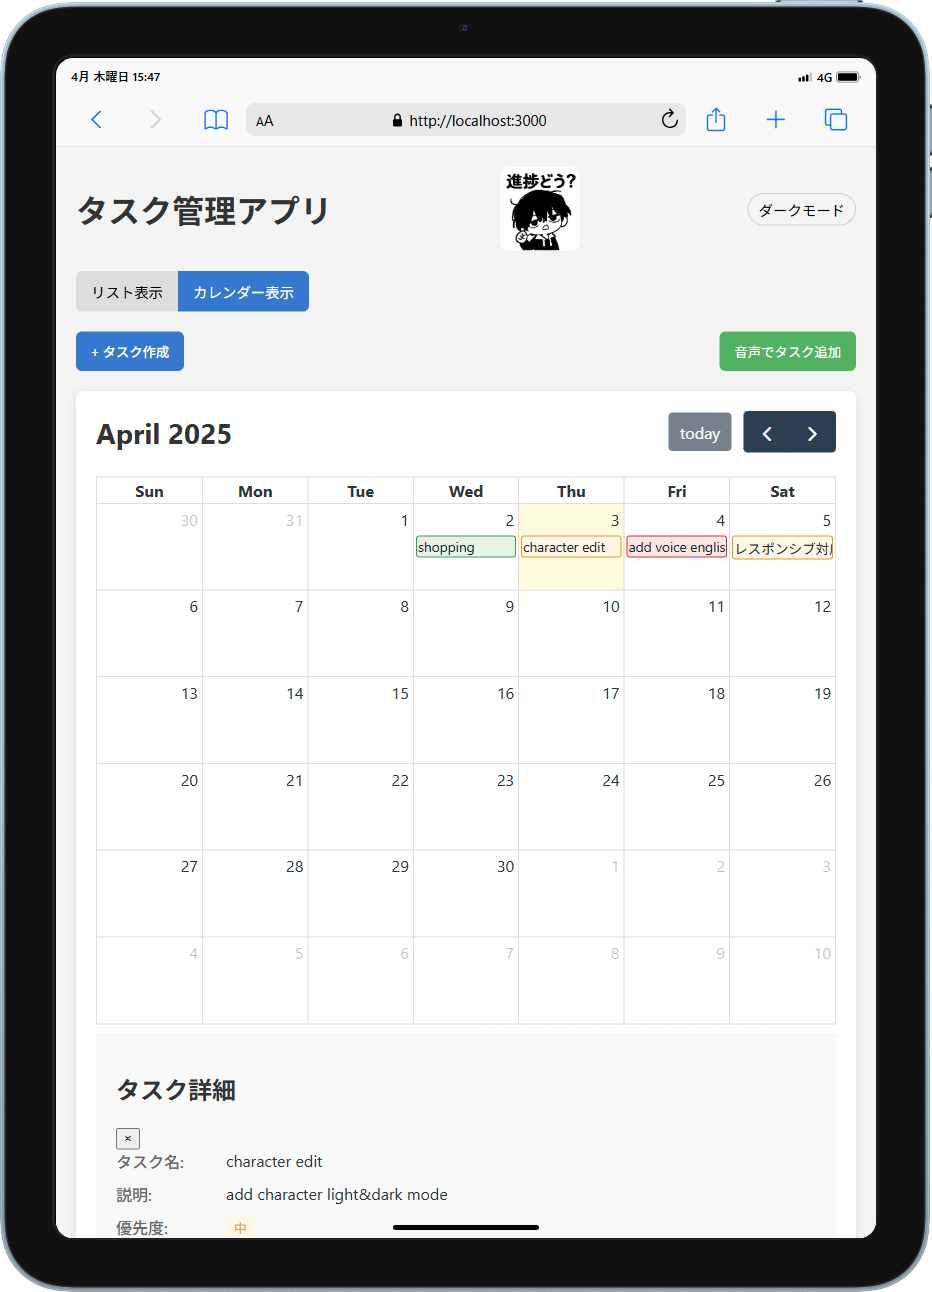 4月 木曜日 15:47
4G
AA
http://localhost:3000
タスク管理アプリ
進捗どう?
ダークモード
リスト表示
カレンダー表示
+ タスク作成
音声でタスク追加
April 2025
today
Sun Mon Tue Wed Thu Fri Sat
30 31 1 2 3 4 5
shopping
character edit
add voice englis
レスポンシブ対
6 7 8 9 10 11 12
13 14 15 16 17 18 19
20 21 22 23 24 25 26
27 28 29 30 1 2 3
4 5 6 7 8 9 10
タスク詳細
×
タスク名: character edit
説明: add character light&dark mode
優先度: 中